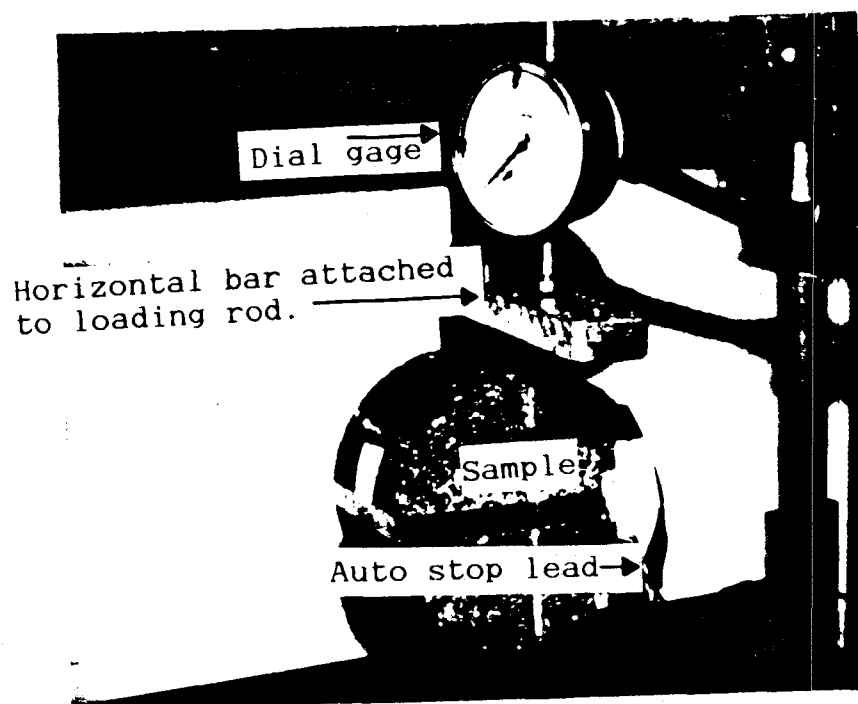 Dial gage
Horizontal bar attached
to loading rod.
Sample
Auto stop lead